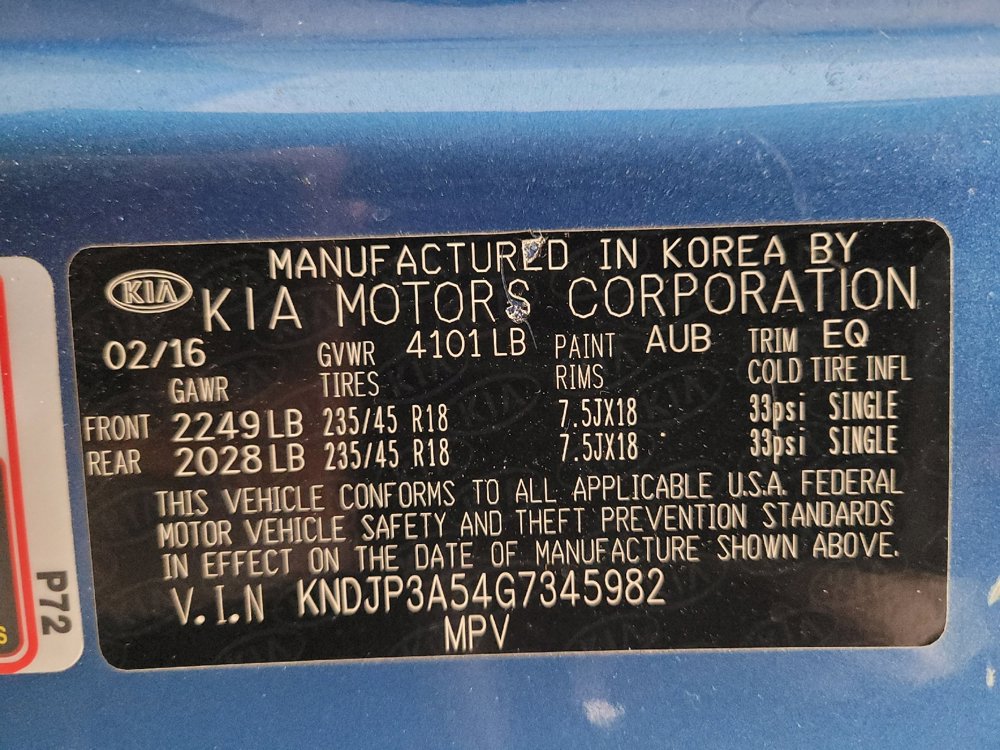 MANUFACTURED IN KOREA BY
KIA KIA MOTORS CORPORATION
02/16 GVWR 4101 LB PAINT AUB TRIM EQ
GAWR TIRES RIMS COLD TIRE INFL
FRONT 2249 LB 235/45 R18 7.5JX18 33psi SINGLE
REAR 2028 LB 235/45 R18 7.5JX18 33psi SINGLE
THIS VEHICLE CONFORMS TO ALL APPLICABLE U.S.A. FEDERAL
MOTOR VEHICLE SAFETY AND THEFT PREVENTION STANDARDS
IN EFFECT ON THE DATE OF MANUFACTURE SHOWN ABOVE.
V.I.N KNDJP3A54G7345982
MPV
P72